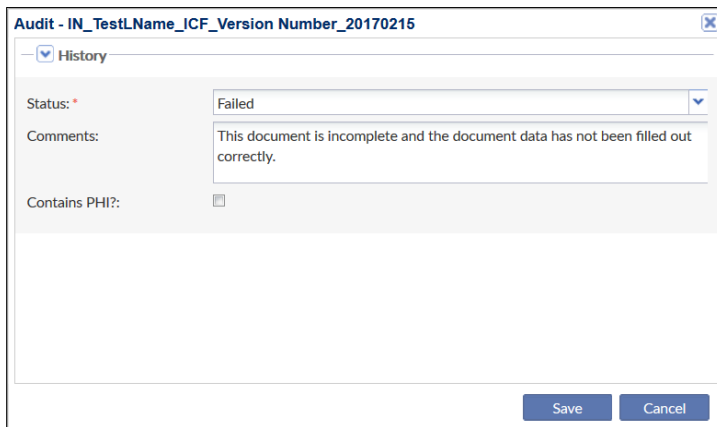 Audit - IN_TestLName_ICF_Version Number_20170215
History
Status: * Failed
Comments: This document is incomplete and the document data has not been filled out
correctly.
Contains PHI?:
Save Cancel